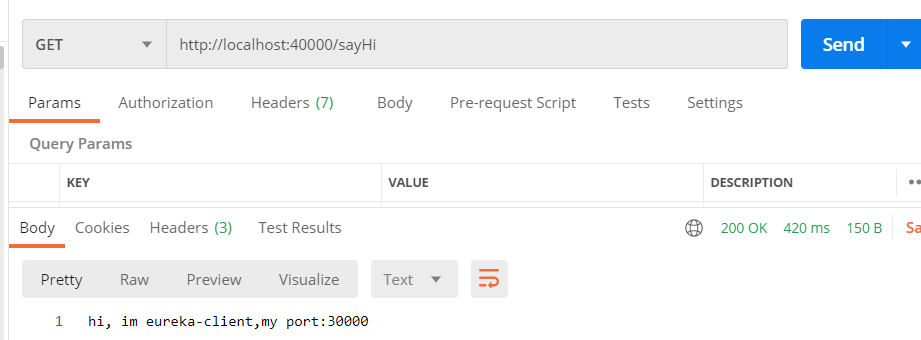 GET http://localhost:40000/sayHi Send
Params Authorization Headers (7) Body Pre-request Script Tests Settings
Query Params
KEY VALUE DESCRIPTION
Body Cookies Headers (3) Test Results 200 OK 420 ms 150 B Sa
Pretty Raw Preview Visualize Text
1 hi, im eureka-client,my port:30000